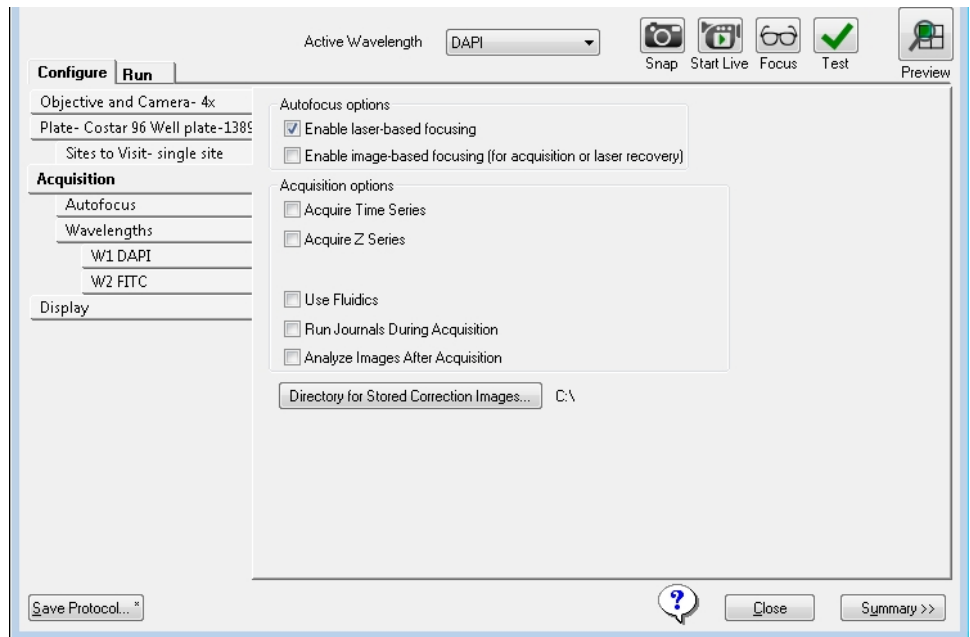 Active Wavelength DAPI
Snap Start Live Focus Test Preview
Configure Run
Objective and Camera- 4x
Plate- Costar 96 Well plate-1389
Sites to Visit- single site
Acquisition
Autofocus
Wavelengths
W1 DAPI
W2 FITC
Display
Autofocus options
Enable laser-based focusing
Enable image-based focusing (for acquisition or laser recovery)
Acquisition options
Acquire Time Series
Acquire Z Series
Use Fluidics
Run Journals During Acquisition
Analyze Images After Acquisition
Directory for Stored Correction Images... C:\
Save Protocol... * ? Close Summary >>